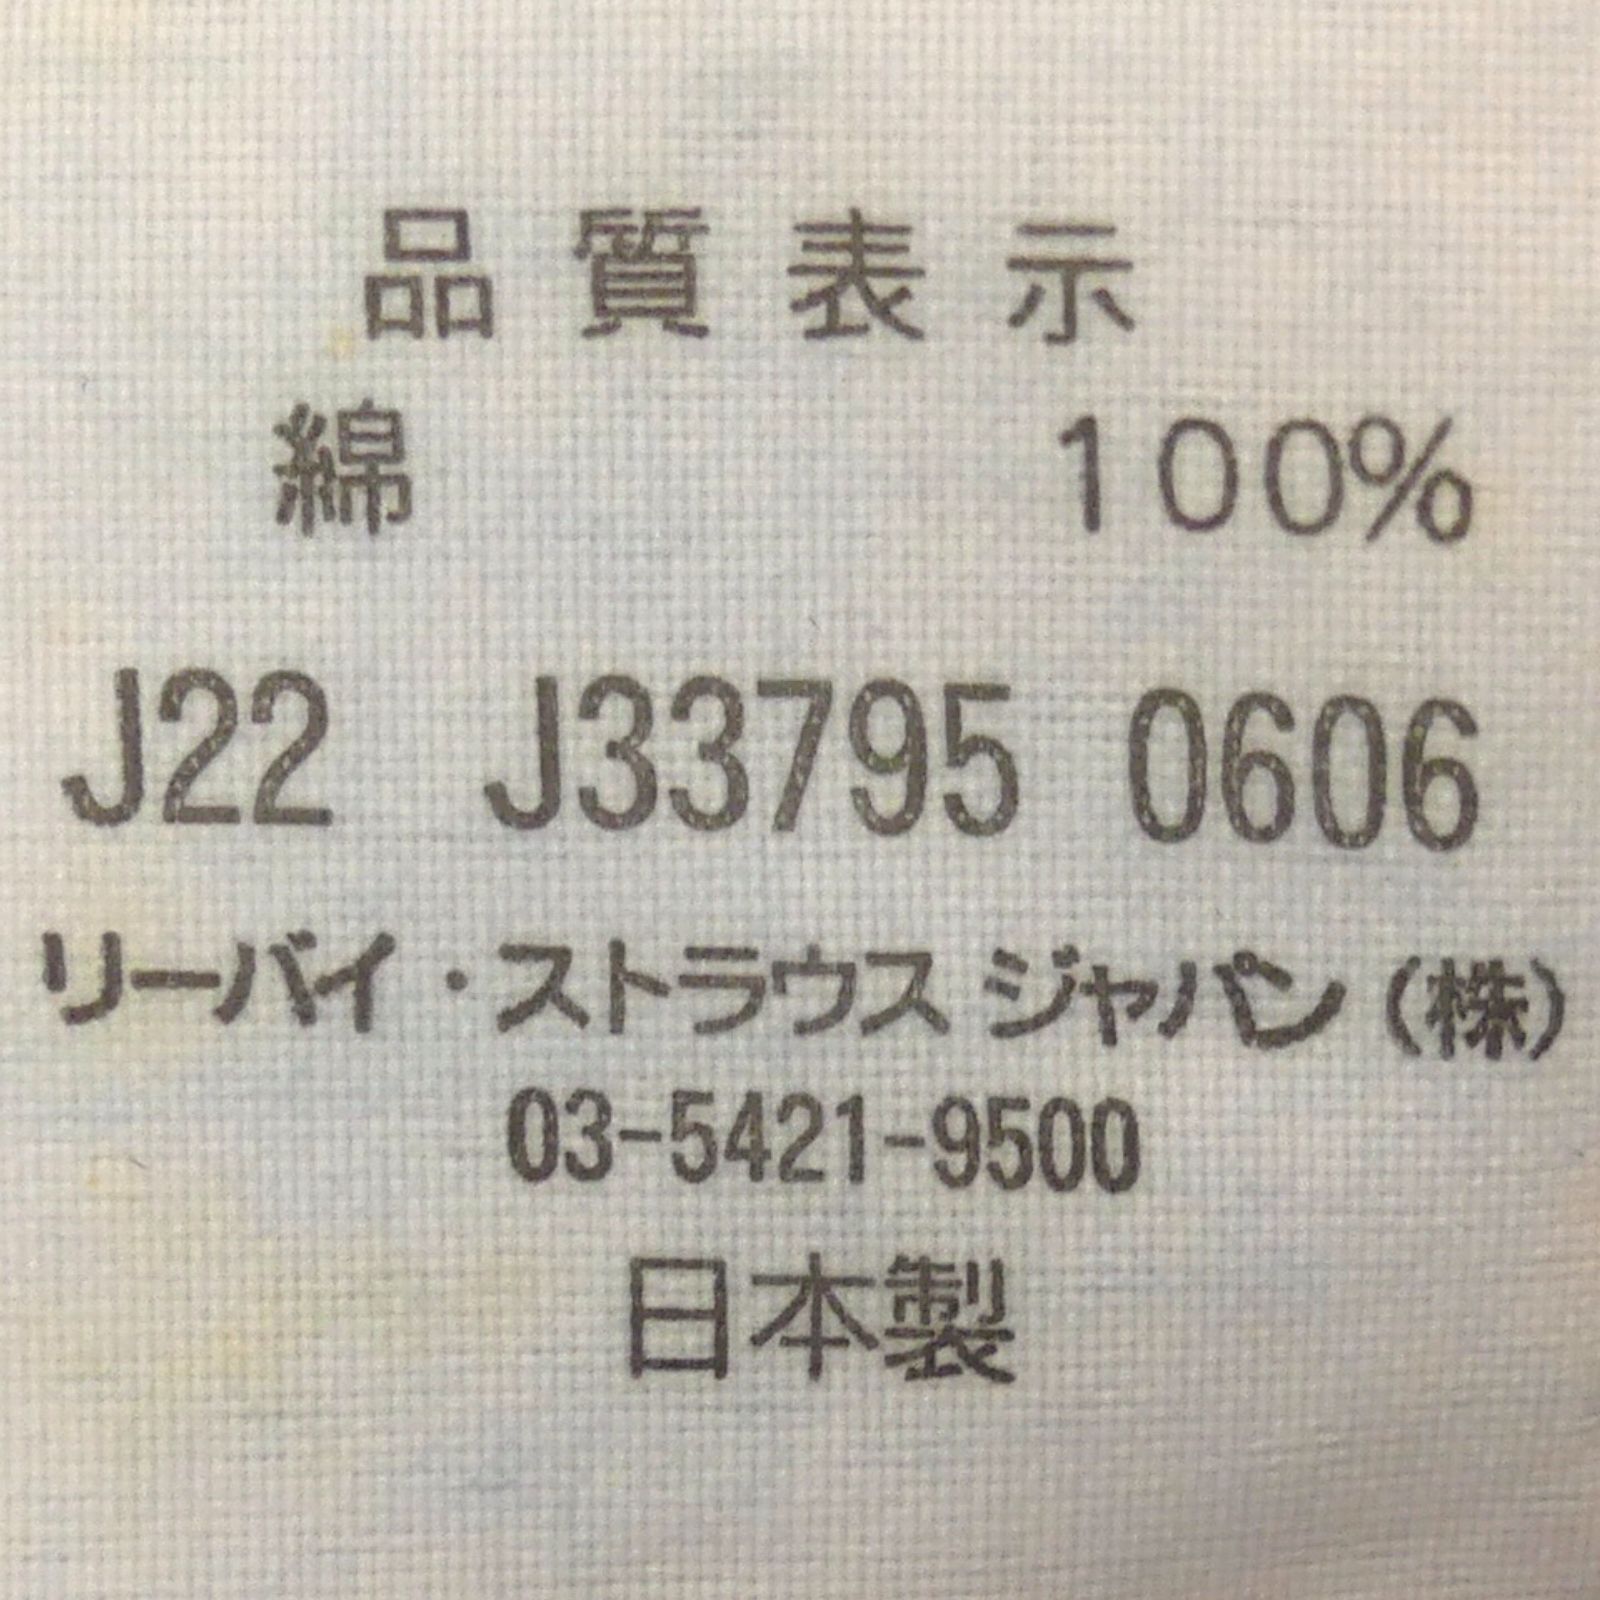 品質表示
綿 100%
J22 J33795 0606
リーバイ・ストラウス ジャパン(株)
03-5421-9500
日本製